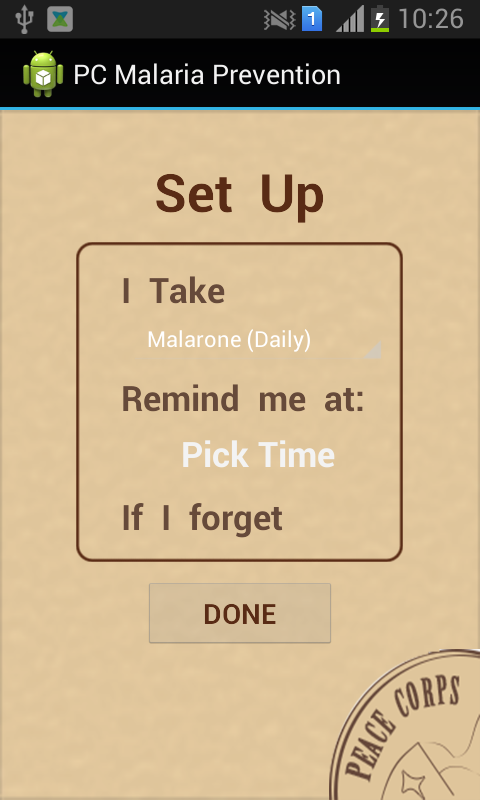 1 10:26
PC Malaria Prevention
Set Up
I Take
Malarone (Daily)
Remind me at:
Pick Time
If I forget
DONE
PEACE CORPS